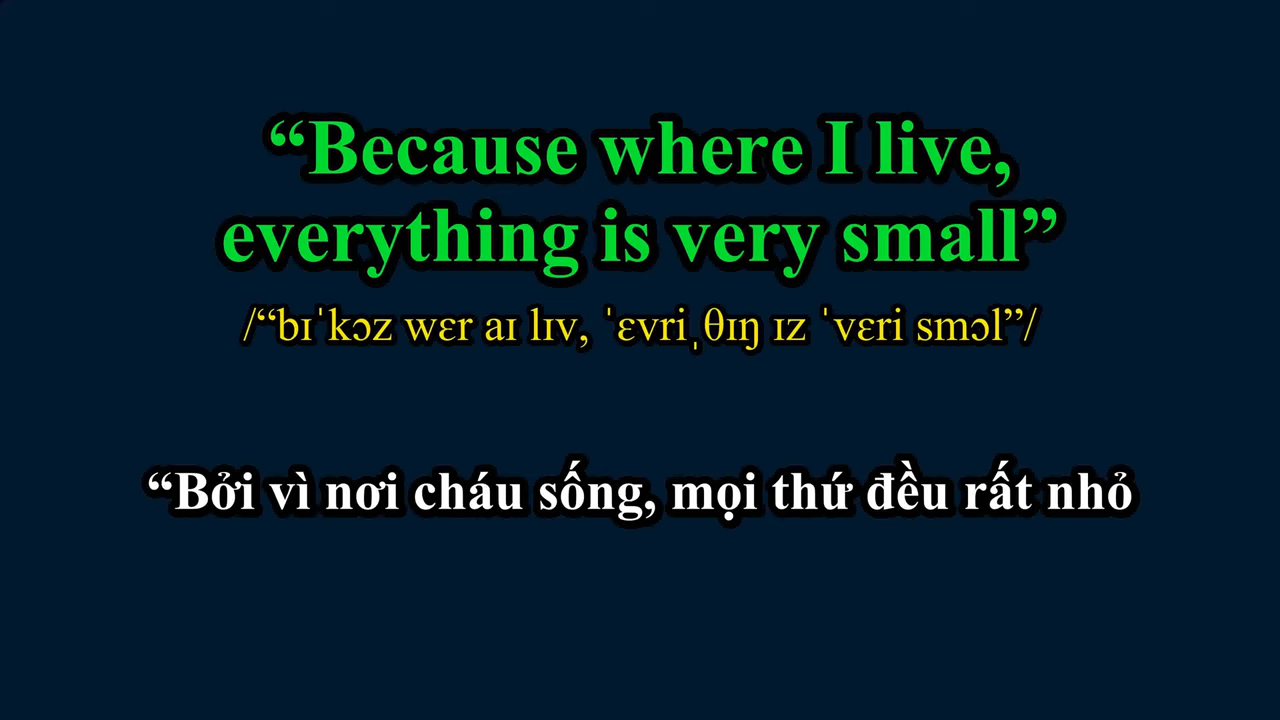 “Because where I live,
everything is very small”
/“bɪˈkɔz wɛr aɪ lɪv, ˈɛvriˌθɪŋ ɪz ˈvɛri smɔl”/
“Bởi vì nơi cháu sống, mọi thứ đều rất nhỏ